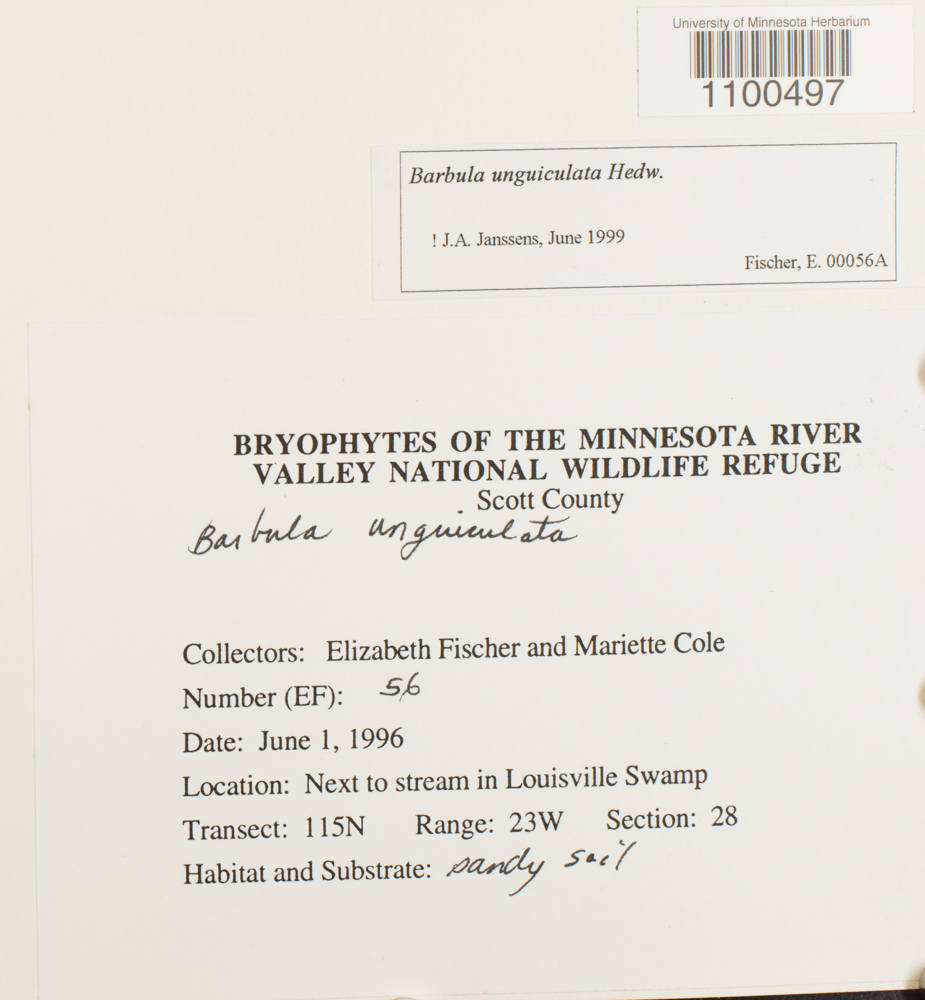 University of Minnesota Herbarium
1100497
Barbula unguiculata Hedw.
! J.A. Janssens, June 1999
Fischer, E. 00056A
BRYOPHYTES OF THE MINNESOTA RIVER
VALLEY NATIONAL WILDLIFE REFUGE
Scott County
Barbula unguiculata
Collectors: Elizabeth Fischer and Mariette Cole
Number (EF): 56
Date: June 1, 1996
Location: Next to stream in Louisville Swamp
Transect: 115N Range: 23W Section: 28
Habitat and Substrate: sandy soil